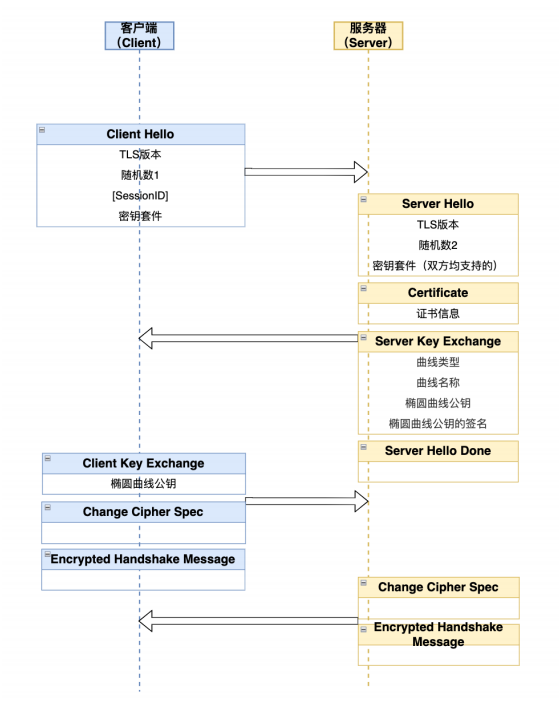 客户端
（Client）
服务器
（Server）
Client Hello
TLS版本
随机数1
[SessionID]
密钥套件
Server Hello
TLS版本
随机数2
密钥套件（双方均支持的）
Certificate
证书信息
Server Key Exchange
曲线类型
曲线名称
椭圆曲线公钥
椭圆曲线公钥的签名
Server Hello Done
Client Key Exchange
椭圆曲线公钥
Change Cipher Spec
Encrypted Handshake Message
Change Cipher Spec
Encrypted Handshake
Message